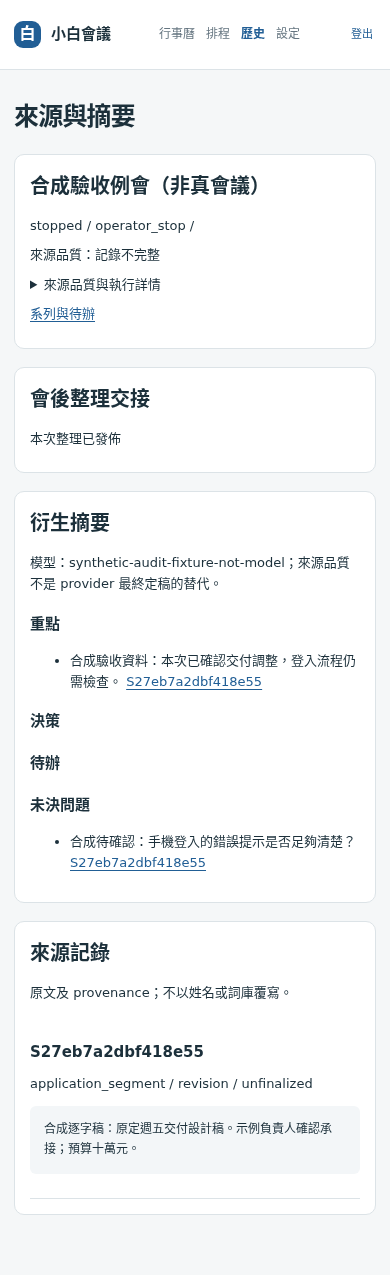 白 小白會議 行事曆 排程 歷史 設定 登出
來源與摘要
合成驗收例會（非真會議）
stopped / operator_stop /
來源品質：記錄不完整
▶ 來源品質與執行詳情
系列與待辦
會後整理交接
本次整理已發佈
衍生摘要
模型：synthetic-audit-fixture-not-model；來源品質
不是 provider 最終定稿的替代。
重點
• 合成驗收資料：本次已確認交付調整，登入流程仍
需檢查。 S27eb7a2dbf418e55
決策
待辦
未決問題
• 合成待確認：手機登入的錯誤提示是否足夠清楚？
S27eb7a2dbf418e55
來源記錄
原文及 provenance；不以姓名或詞庫覆寫。
S27eb7a2dbf418e55
application_segment / revision / unfinalized
合成逐字稿：原定週五交付設計稿。示例負責人確認承
接；預算十萬元。